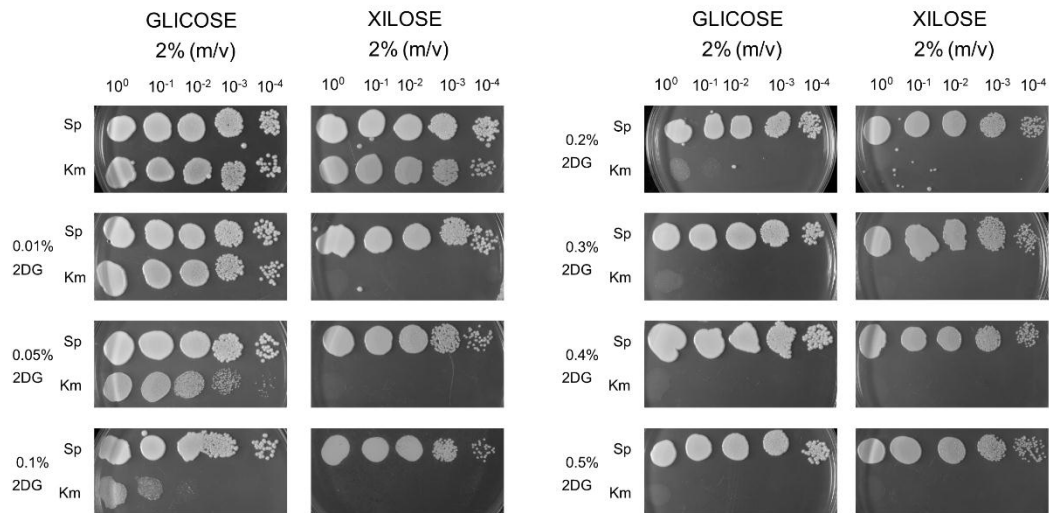 GLICOSE
2% (m/v)
XILOSE
2% (m/v)
10⁰ 10⁻¹ 10⁻² 10⁻³ 10⁻⁴
10⁰ 10⁻¹ 10⁻² 10⁻³ 10⁻⁴
Sp
Km
0.01%
2DG
Sp
Km
0.05%
2DG
Sp
Km
0.1%
2DG
Sp
Km
GLICOSE
2% (m/v)
XILOSE
2% (m/v)
10⁰ 10⁻¹ 10⁻² 10⁻³ 10⁻⁴
10⁰ 10⁻¹ 10⁻² 10⁻³ 10⁻⁴
0.2%
2DG
Sp
Km
0.3%
2DG
Sp
Km
0.4%
2DG
Sp
Km
0.5%
2DG
Sp
Km